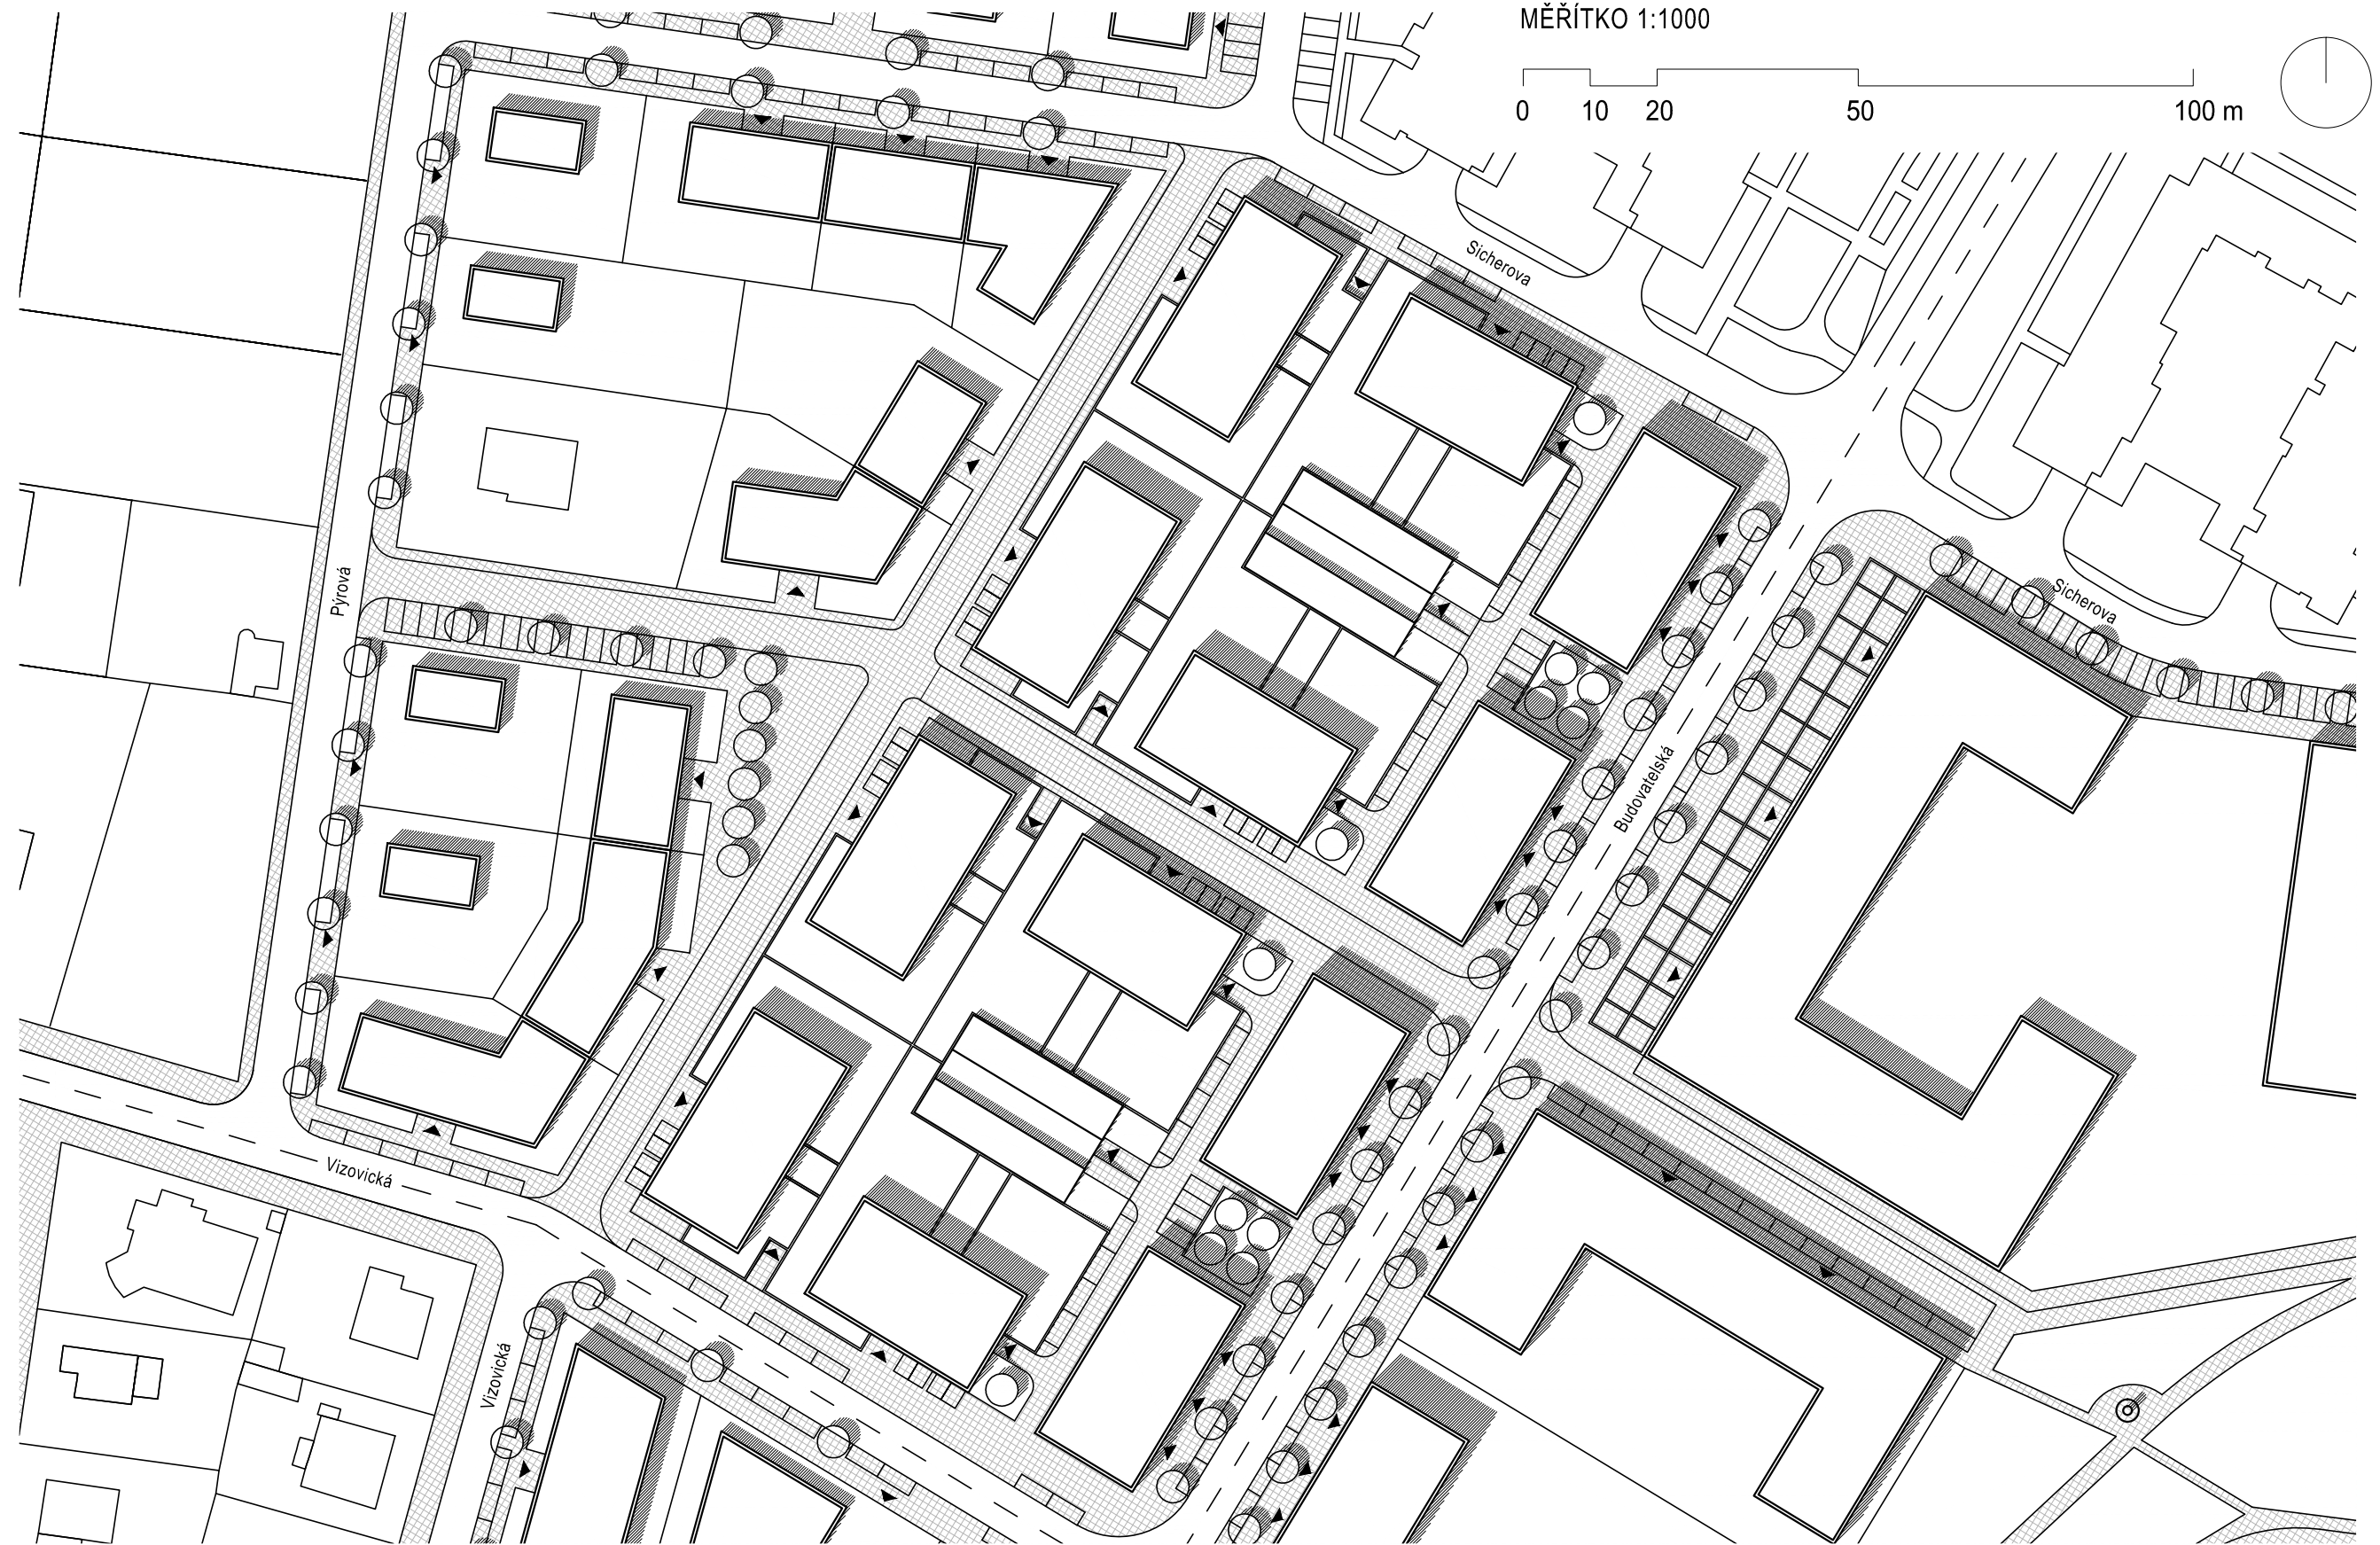 MĚŘÍTKO 1:1000
0 10 20 50 100 m
Sicherova
Pýrová
Sicherova
Budovatelská
Vizovická
Vizovická